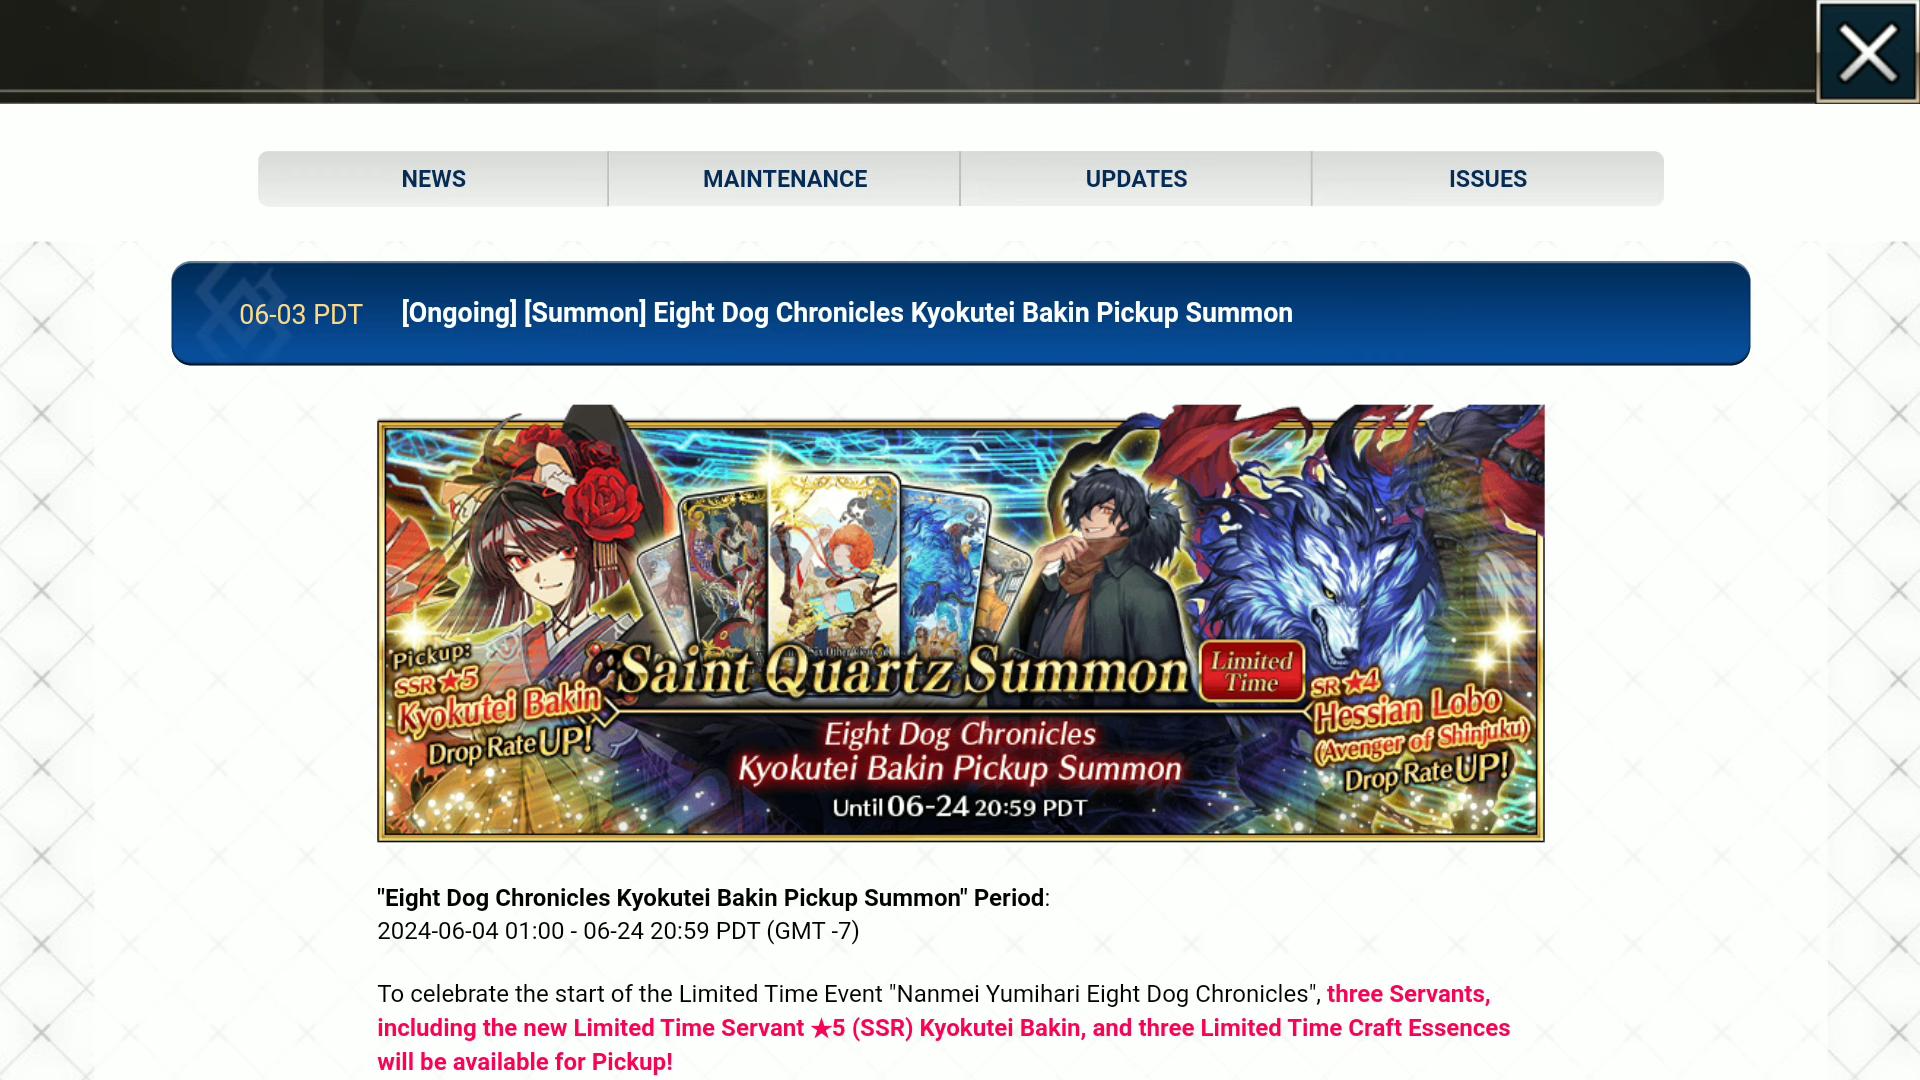 NEWS
MAINTENANCE
UPDATES
ISSUES
06-03 PDT
[Ongoing] [Summon] Eight Dog Chronicles Kyokutei Bakin Pickup Summon
Pickup:
SSR ★5
Kyokutei Bakin
Drop Rate UP!
Saint Quartz Summon
Limited
Time
SR ★4
Hessian Lobo
(Avenger of Shinjuku)
Drop Rate UP!
Eight Dog Chronicles
Kyokutei Bakin Pickup Summon
Until 06-24 20:59 PDT
"Eight Dog Chronicles Kyokutei Bakin Pickup Summon" Period:
2024-06-04 01:00 - 06-24 20:59 PDT (GMT -7)
To celebrate the start of the Limited Time Event "Nanmei Yumihari Eight Dog Chronicles", three Servants,
including the new Limited Time Servant ★5 (SSR) Kyokutei Bakin, and three Limited Time Craft Essences
will be available for Pickup!